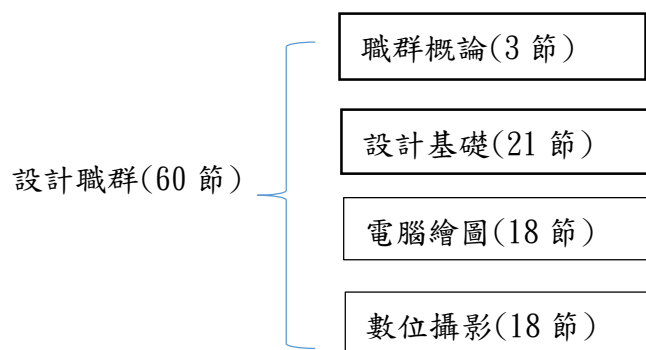 職群概論(3 節)
設計基礎(21 節)
設計職群(60 節)
電腦繪圖(18 節)
數位攝影(18 節)